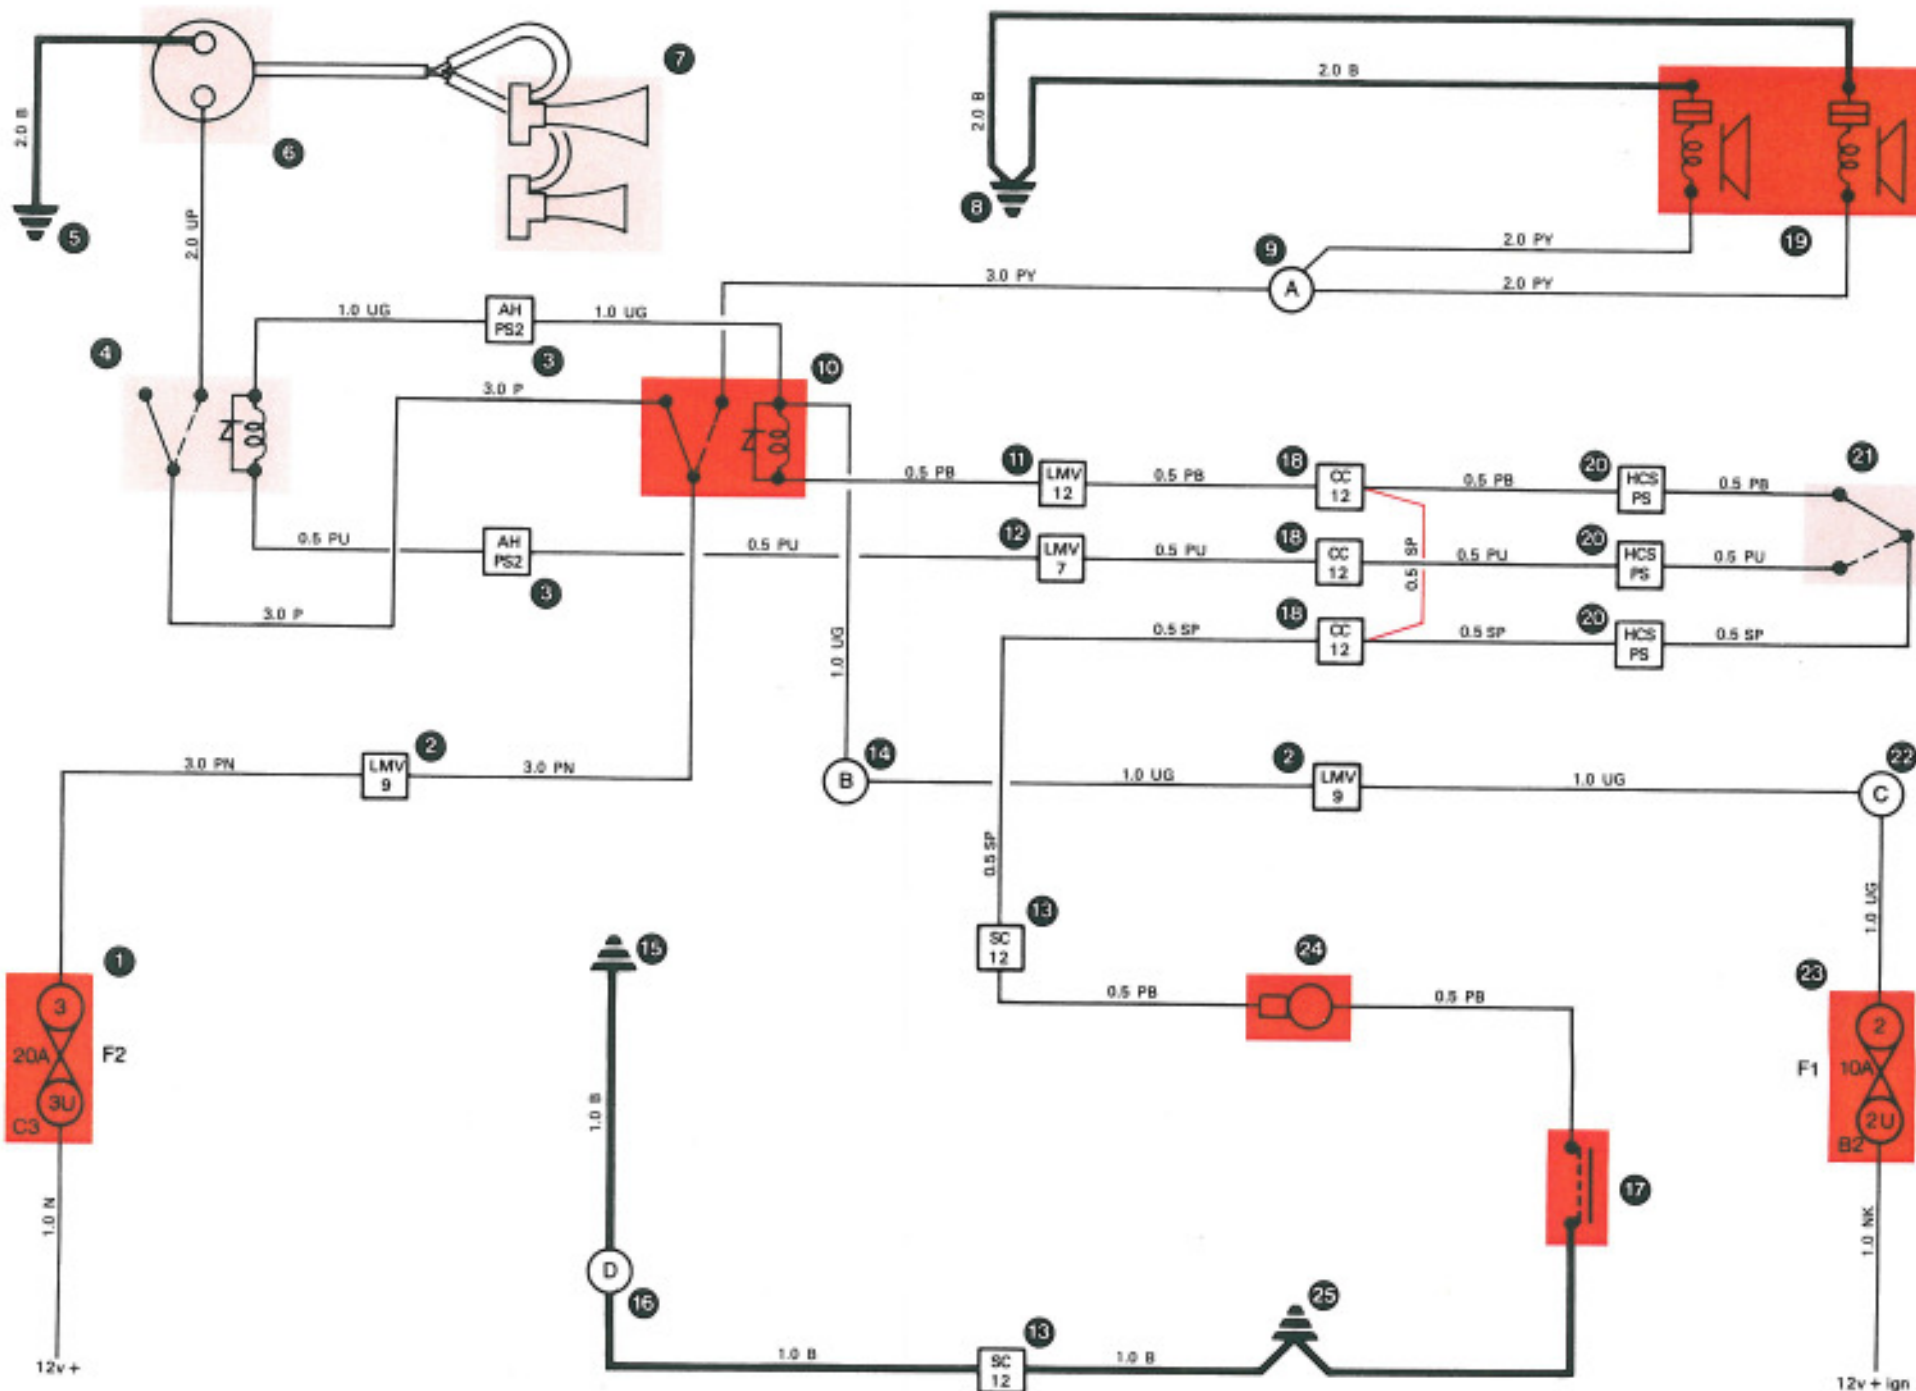 7
6
2.0 B
5
2.0 UP
2.0 B
2.0 B
8
9
A
3.0 PY
2.0 PY
2.0 PY
19
4
1.0 UG
AH
PS2
1.0 UG
3
3.0 P
10
0.5 PB
11
LMV
12
0.5 PB
18
CC
12
0.5 PB
20
HCS
PS
0.5 PB
21
0.5 PU
AH
PS2
3
0.5 PU
12
LMV
7
0.5 PU
18
CC
12
0.5 SP
0.5 PU
20
HCS
PS
0.5 PU
3.0 P
1.0 UG
0.5 SP
18
CC
12
0.5 SP
20
HCS
PS
0.5 SP
3.0 PN
LMV
9
2
3.0 PN
B
14
1.0 UG
2
LMV
9
1.0 UG
22
C
0.5 SP
1.0 UG
13
SC
12
1
3
20A
F2
3U
C3
1.0 N
12v +
15
1.0 B
0.5 PB
24
0.5 PB
23
2
F1
10A
2U
B2
1.0 NK
12v + ign
17
D
16
1.0 B
13
SC
12
1.0 B
25